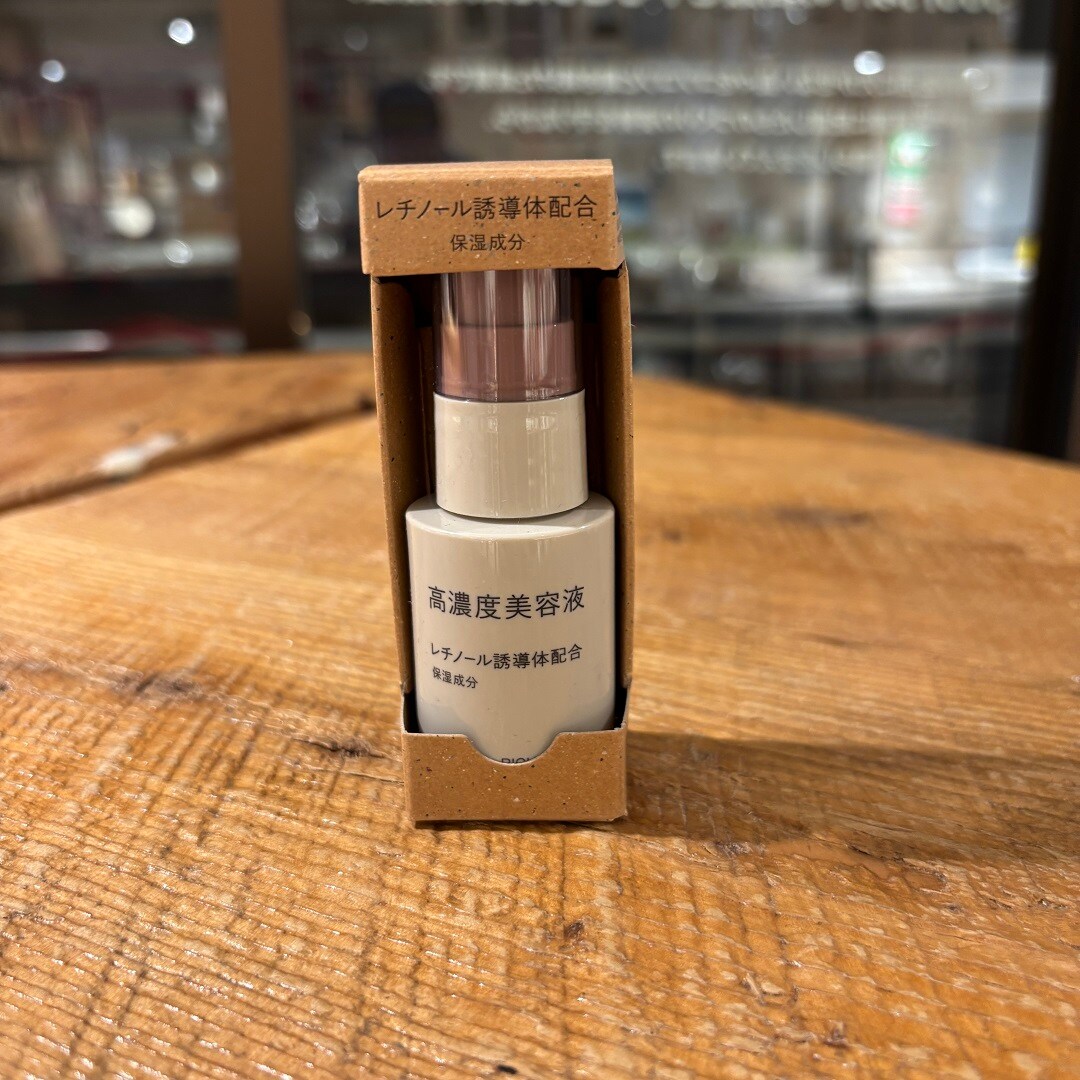 レチノール誘導体配合
保湿成分
高濃度美容液
レチノール誘導体配合
保湿成分